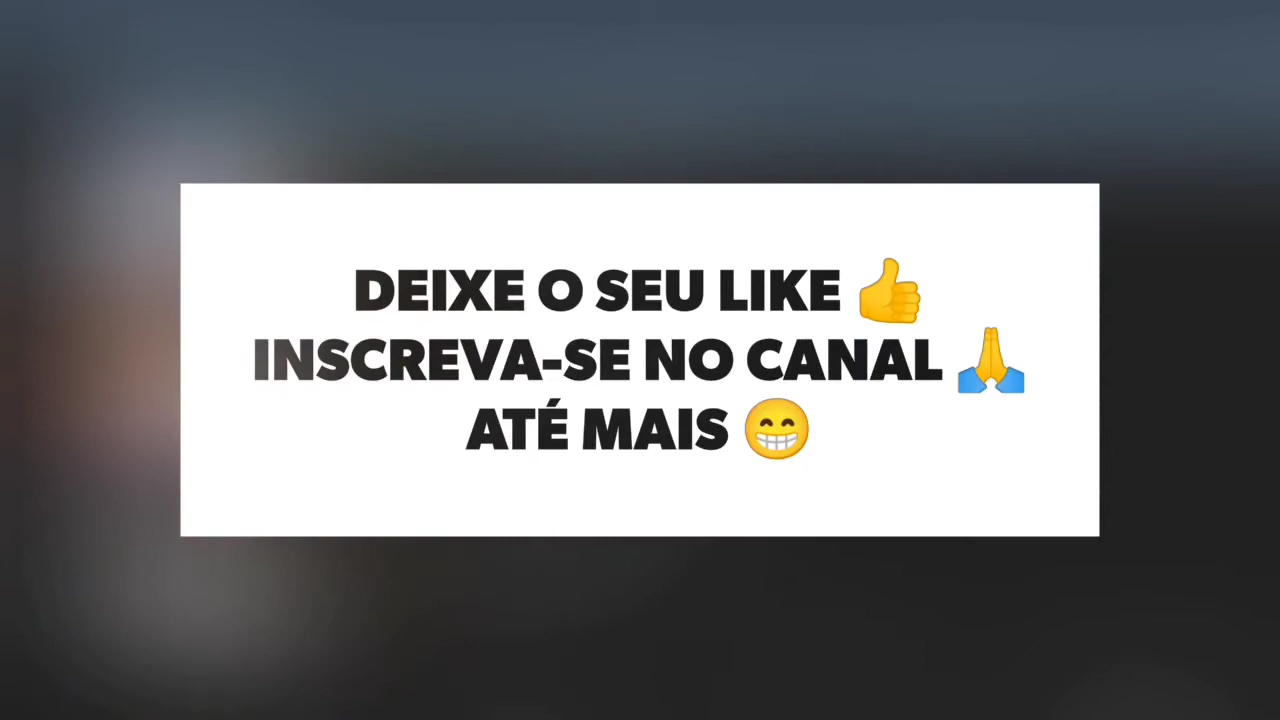 DEIXE O SEU LIKE 👍
INSCREVA-SE NO CANAL 🙏
ATÉ MAIS 😁